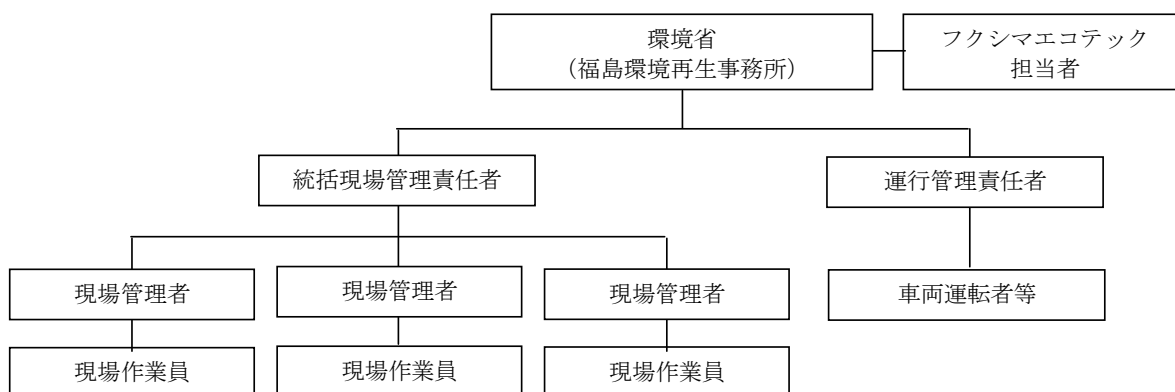 環境省
（福島環境再生事務所）
フクシマエコテック
担当者
統括現場管理責任者
運行管理責任者
現場管理者
現場管理者
現場管理者
車両運転者等
現場作業員
現場作業員
現場作業員